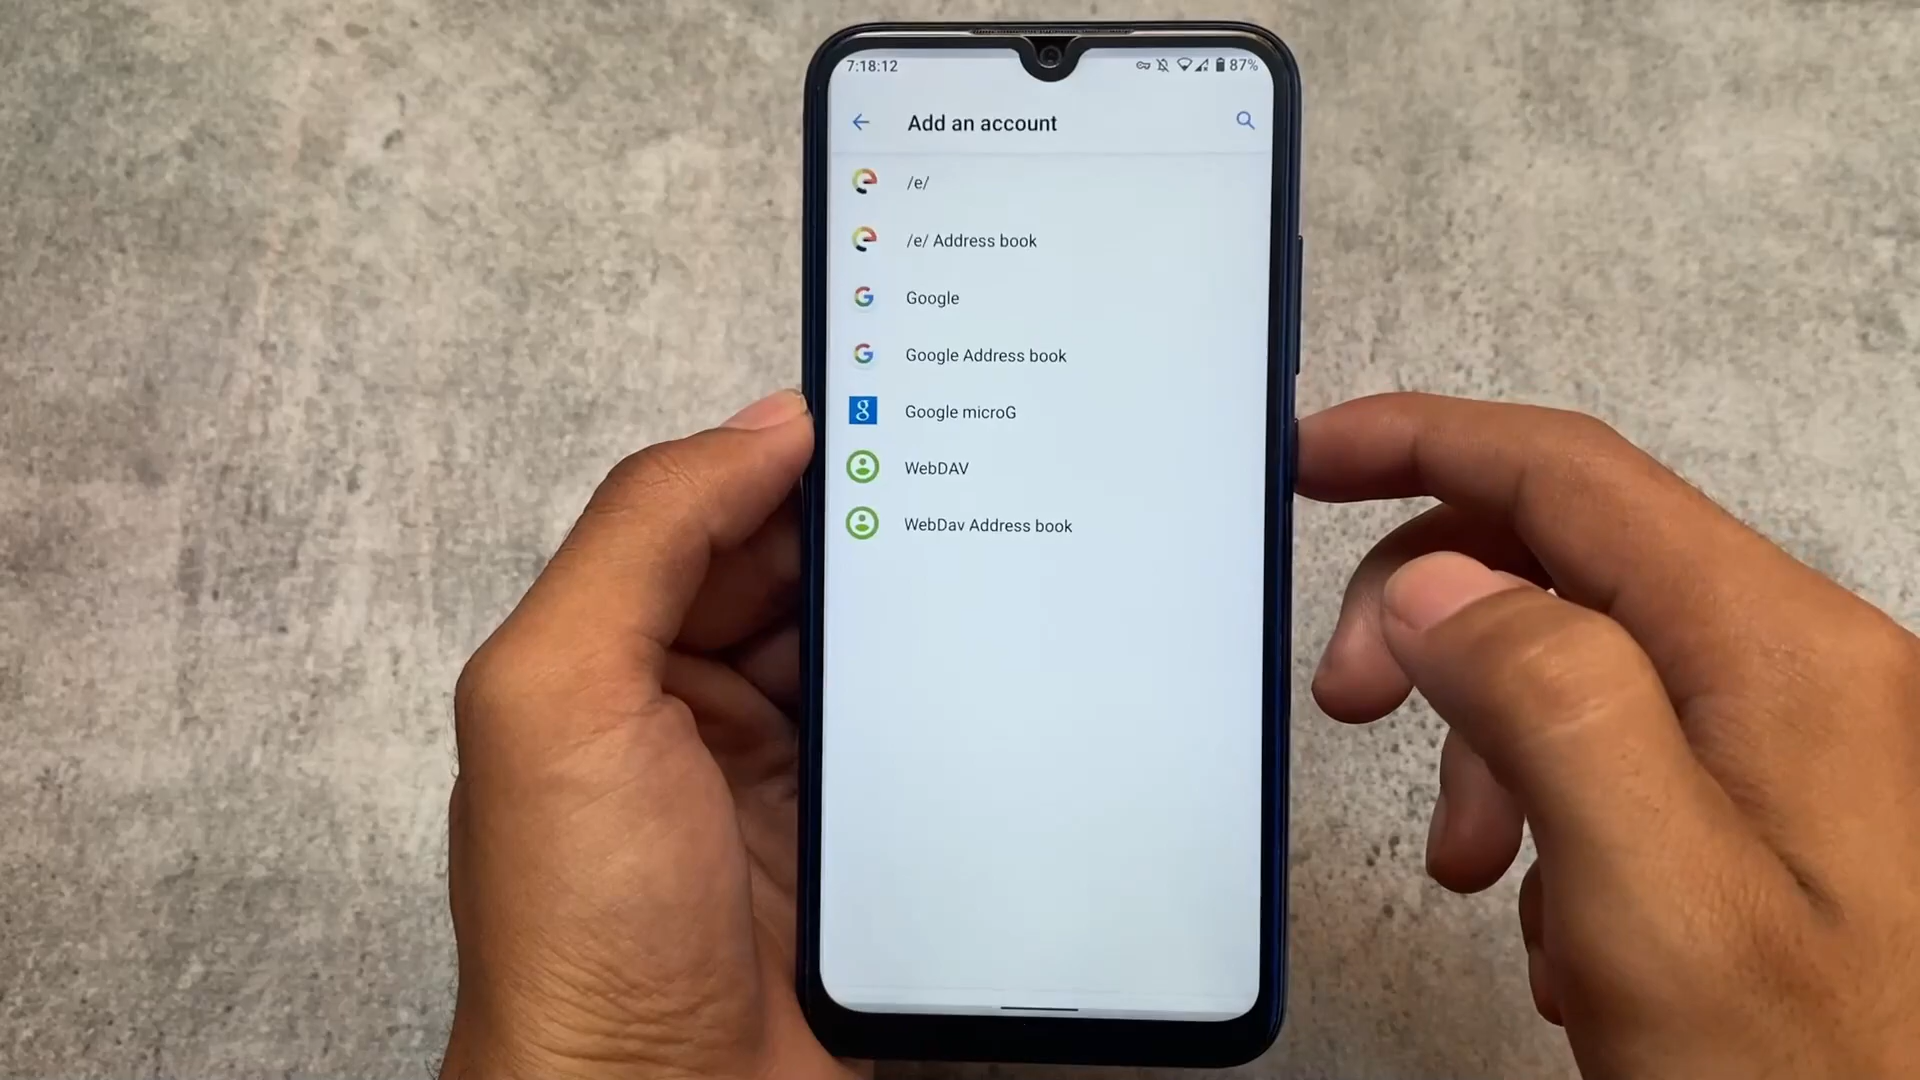 7:18:12
87%
Add an account
/e/
/e/ Address book
Google
Google Address book
Google microG
WebDAV
WebDav Address book